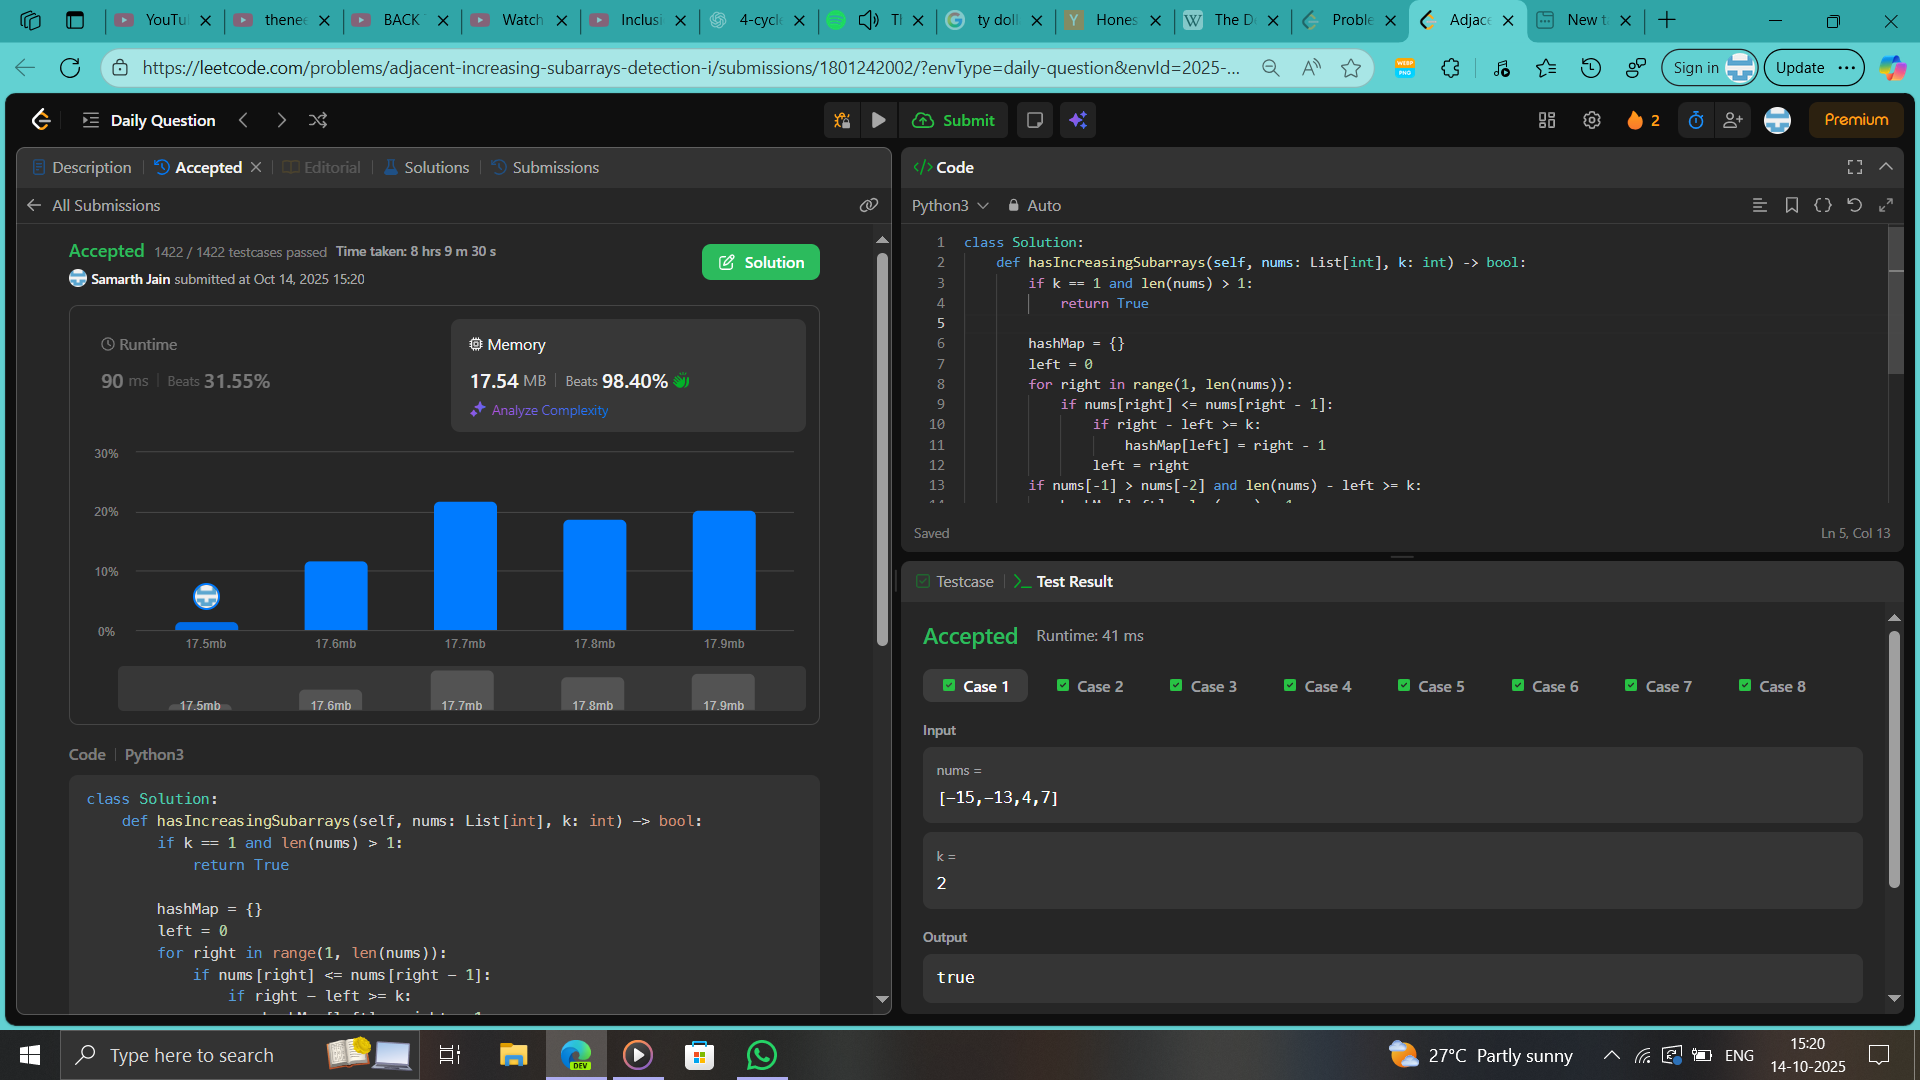 YouTu
thenee
BACK
Watch
Inclusi
4-cycl
Tl
ty doll
Hones
The D
Proble
Adjace
New t
https://leetcode.com/problems/adjacent-increasing-subarrays-detection-i/submissions/1801242002/?envType=daily-question&envId=2025-...
Sign in
Update
Daily Question
Submit
2
Premium
Description
Accepted
Editorial
Solutions
Submissions
All Submissions
Accepted 1422 / 1422 testcases passed Time taken: 8 hrs 9 m 30 s
Samarth Jain submitted at Oct 14, 2025 15:20
Solution
Runtime
90 ms Beats 31.55%
Memory
17.54 MB Beats 98.40%
Analyze Complexity
30%
20%
10%
0%
17.5mb 17.6mb 17.7mb 17.8mb 17.9mb
17.5mb 17.6mb 17.7mb 17.8mb 17.9mb
Code Python3
class Solution:
def hasIncreasingSubarrays(self, nums: List[int], k: int) -> bool:
if k == 1 and len(nums) > 1:
return True
hashMap = {}
left = 0
for right in range(1, len(nums)):
if nums[right] <= nums[right - 1]:
if right - left >= k:
</> Code
Python3
Auto
1 class Solution:
2 def hasIncreasingSubarrays(self, nums: List[int], k: int) -> bool:
3 if k == 1 and len(nums) > 1:
4 return True
5
6 hashMap = {}
7 left = 0
8 for right in range(1, len(nums)):
9 if nums[right] <= nums[right - 1]:
10 if right - left >= k:
11 hashMap[left] = right - 1
12 left = right
13 if nums[-1] > nums[-2] and len(nums) - left >= k:
Saved
Ln 5, Col 13
Testcase
Test Result
Accepted Runtime: 41 ms
Case 1 Case 2 Case 3 Case 4 Case 5 Case 6 Case 7 Case 8
Input
nums =
[-15,-13,4,7]
k =
2
Output
true
Type here to search
DEV
27°C Partly sunny
ENG
15:20
14-10-2025